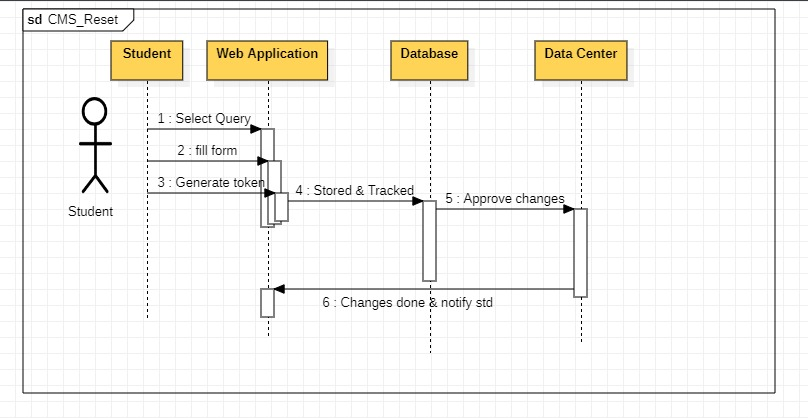 sd CMS_Reset
Student
Web Application
Database
Data Center
1 : Select Query
2 : fill form
3 : Generate token
4 : Stored & Tracked
5 : Approve changes
Student
6 : Changes done & notify std